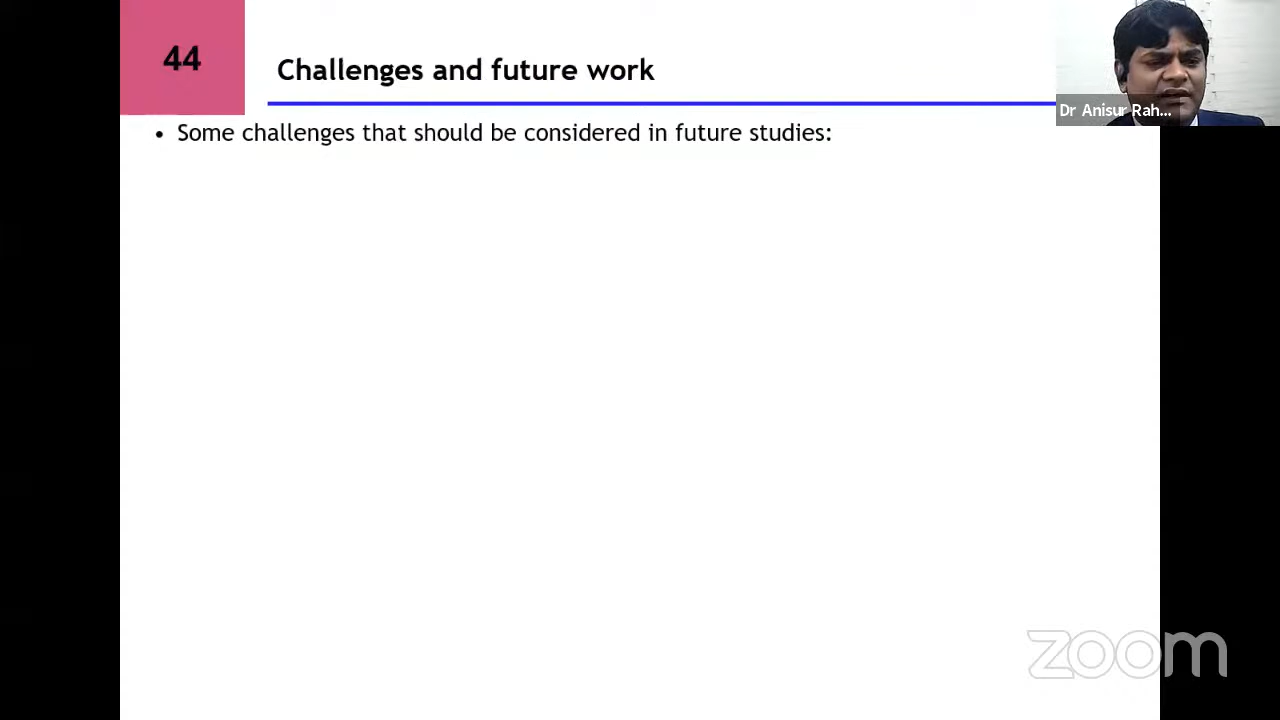 44
Challenges and future work
Dr Anisur Rah...
• Some challenges that should be considered in future studies:
zoom